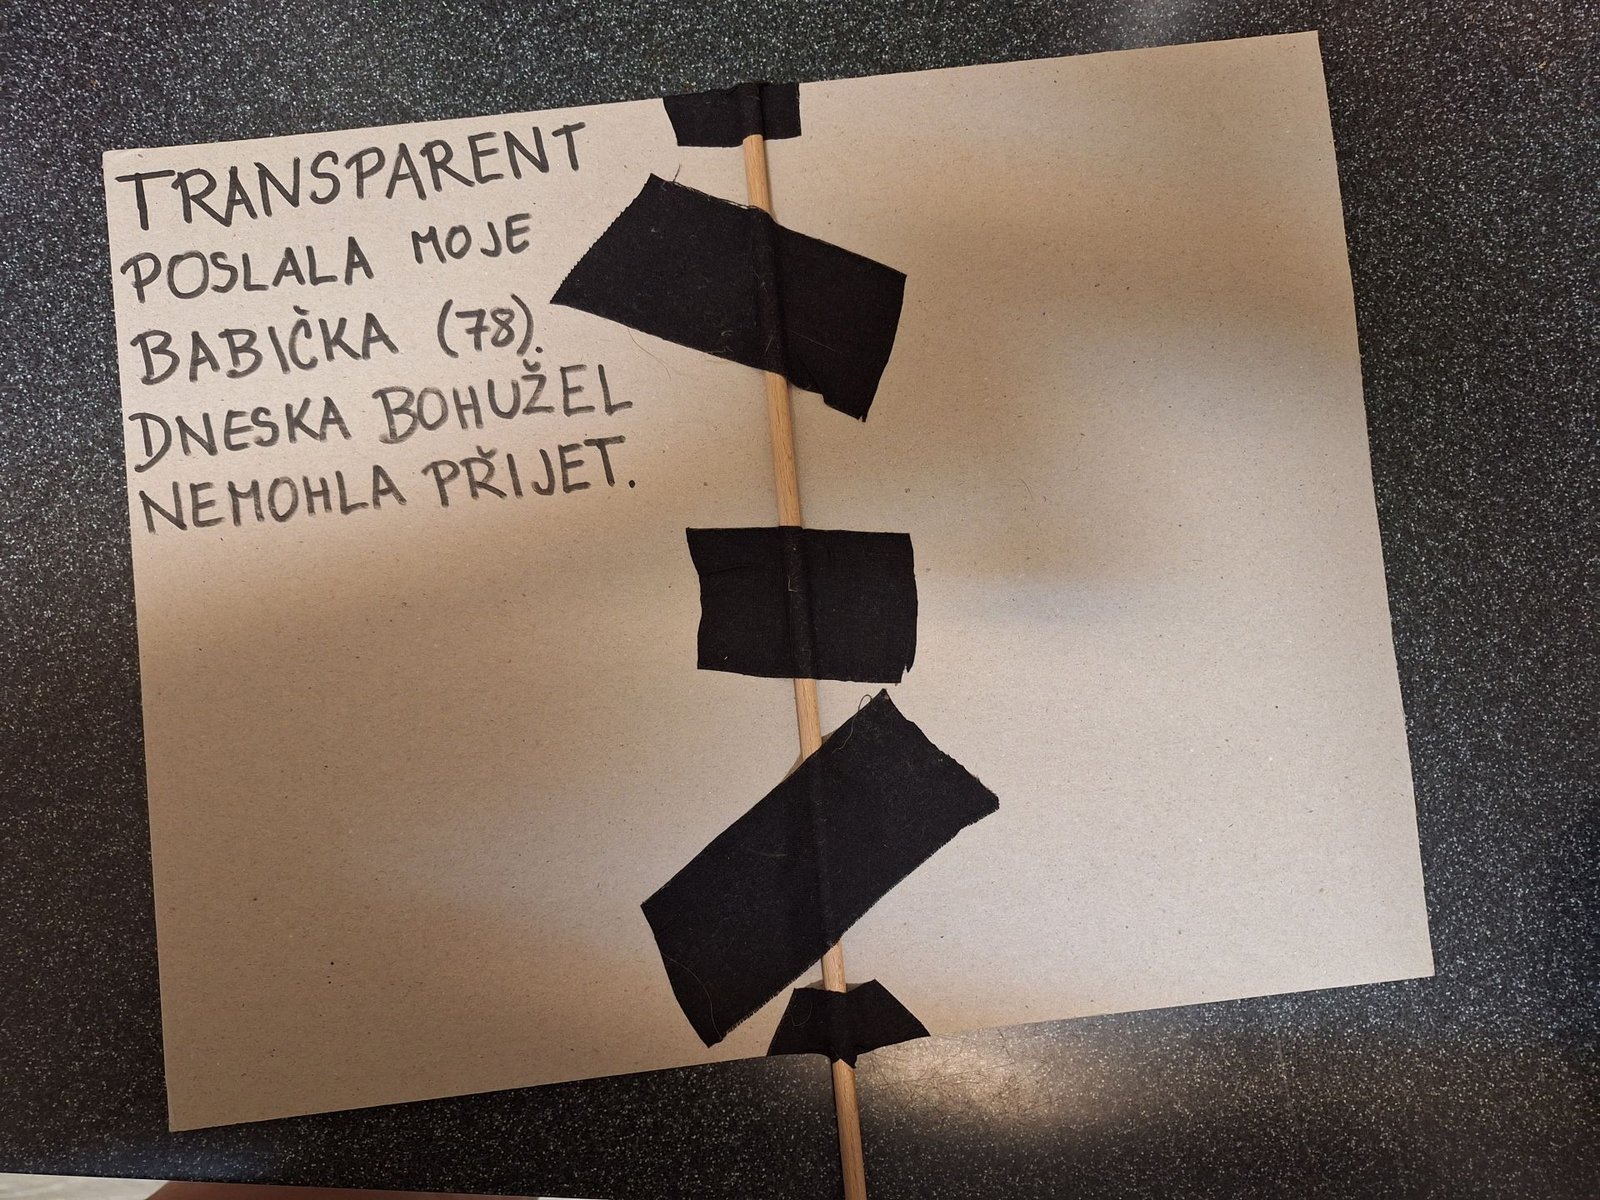 TRANSPARENT
POSLALA MOJE
BABIČKA (78).
DNESKA BOHUŽEL
NEMOHLA PŘIJET.